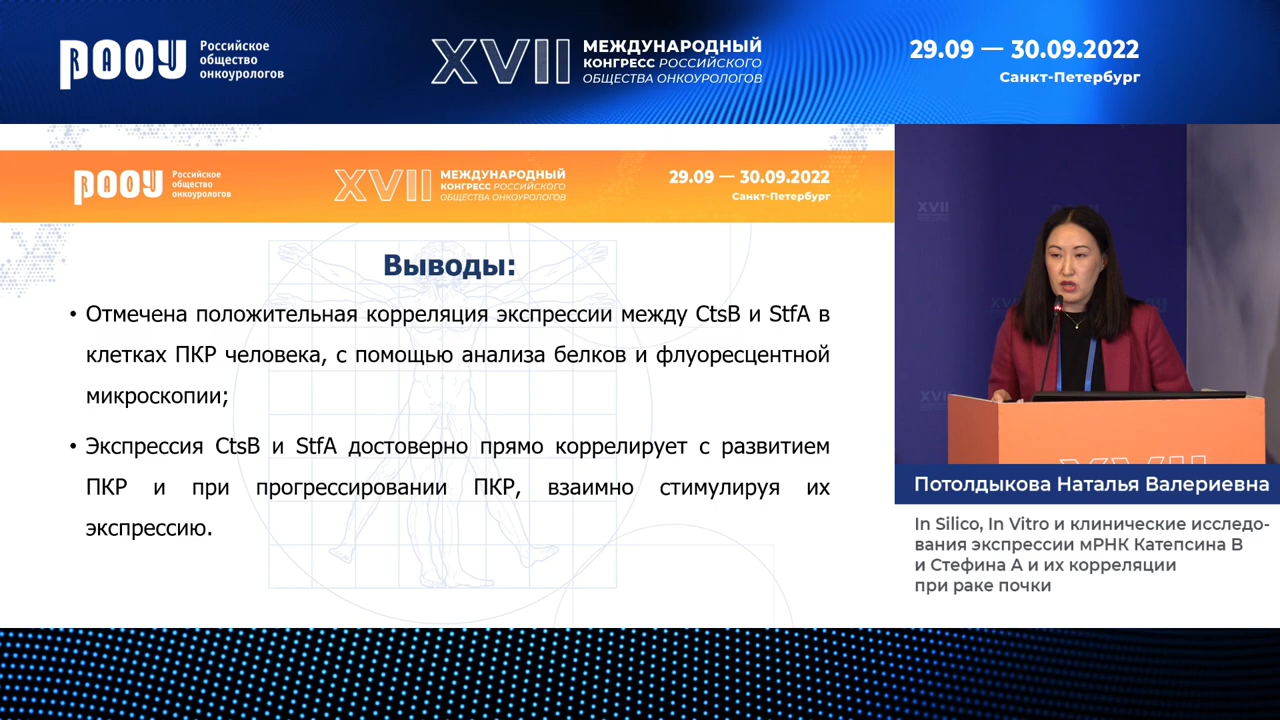 РООУ
RAOU
Российское
общество
онкоурологов
XVII
МЕЖДУНАРОДНЫЙ
КОНГРЕСС РОССИЙСКОГО
ОБЩЕСТВА ОНКОУРОЛОГОВ
29.09 — 30.09.2022
Санкт-Петербург
РООУ
RAOU
Российское
общество
онкоурологов
XVII
МЕЖДУНАРОДНЫЙ
КОНГРЕСС РОССИЙСКОГО
ОБЩЕСТВА ОНКОУРОЛОГОВ
29.09 — 30.09.2022
Санкт-Петербург
Выводы:
• Отмечена положительная корреляция экспрессии между CtsB и StfA в
клетках ПКР человека, с помощью анализа белков и флуоресцентной
микроскопии;
• Экспрессия CtsB и StfA достоверно прямо коррелирует с развитием
ПКР и при прогрессировании ПКР, взаимно стимулируя их
экспрессию.
XVII
XVII
Потолдыкова Наталья Валериевна
In Silico, In Vitro и клинические исследо-
вания экспрессии мРНК Катепсина В
и Стефина А и их корреляции
при раке почки